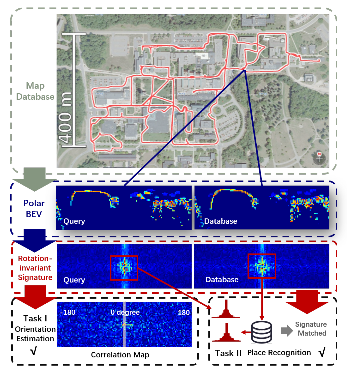 400 m
Map
Database
Polar
BEV
Query
Database
Rotation-
invariant
Signature
Query
Database
Task I
Orientation
Estimation
√
180
0 degree
180
Correlation Map
Signature
Matched
Task II
Place Recognition
√